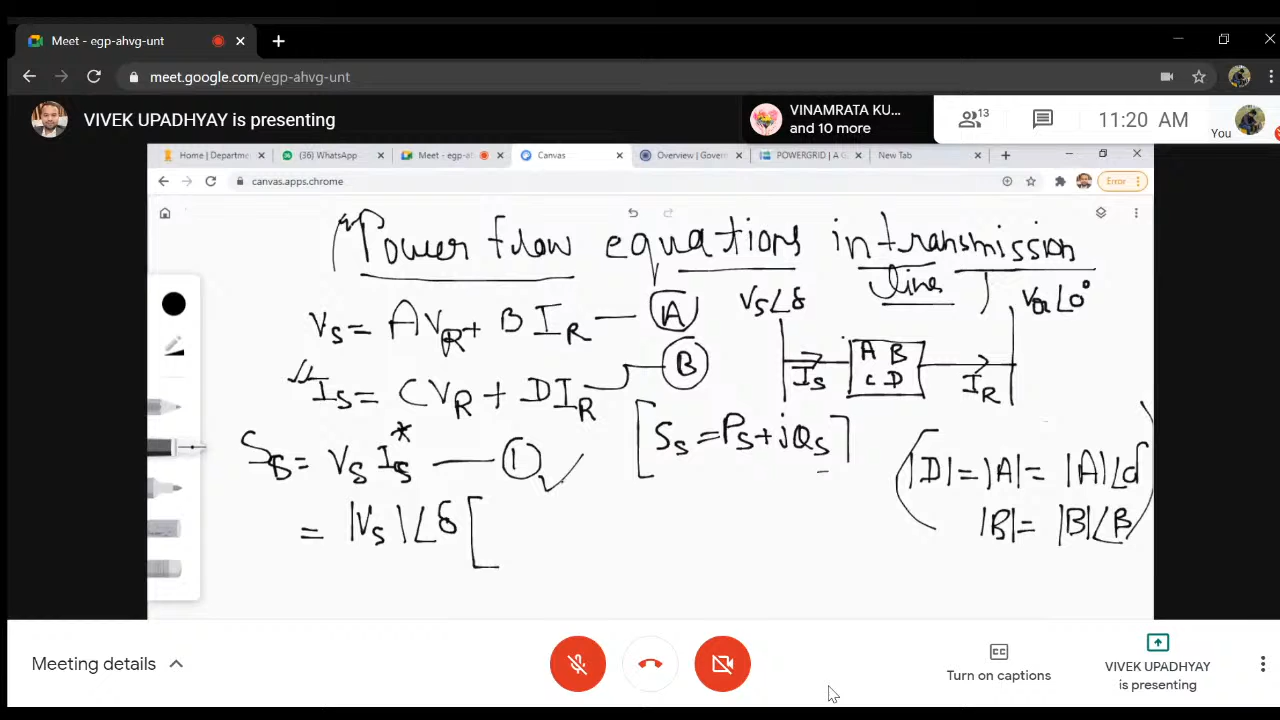 Meet - egp-ahvg-unt
meet.google.com/egp-ahvg-unt
VIVEK UPADHYAY is presenting
VINAMRATA KU...
and 10 more
13
11:20 AM
You
Home | Departme
(36) WhatsApp
Meet - egp-a
Canvas
Overview | Gover
POWERGRID | A G
New Tab
canvas.apps.chrome
Error
Power flow equations in transmission
line
Vs∠δ
VR∠0°
Vs = AVR + BIR — (A)
A B
C D
Is
IR
Is = CVR + DIR — (B)
[Ss = Ps + jQs]
Ss = Vs Is* — (1)
|D| = |A| = |A|∠α
|B| = |B|∠β
= |Vs|∠δ [
Meeting details
Turn on captions
VIVEK UPADHYAY
is presenting